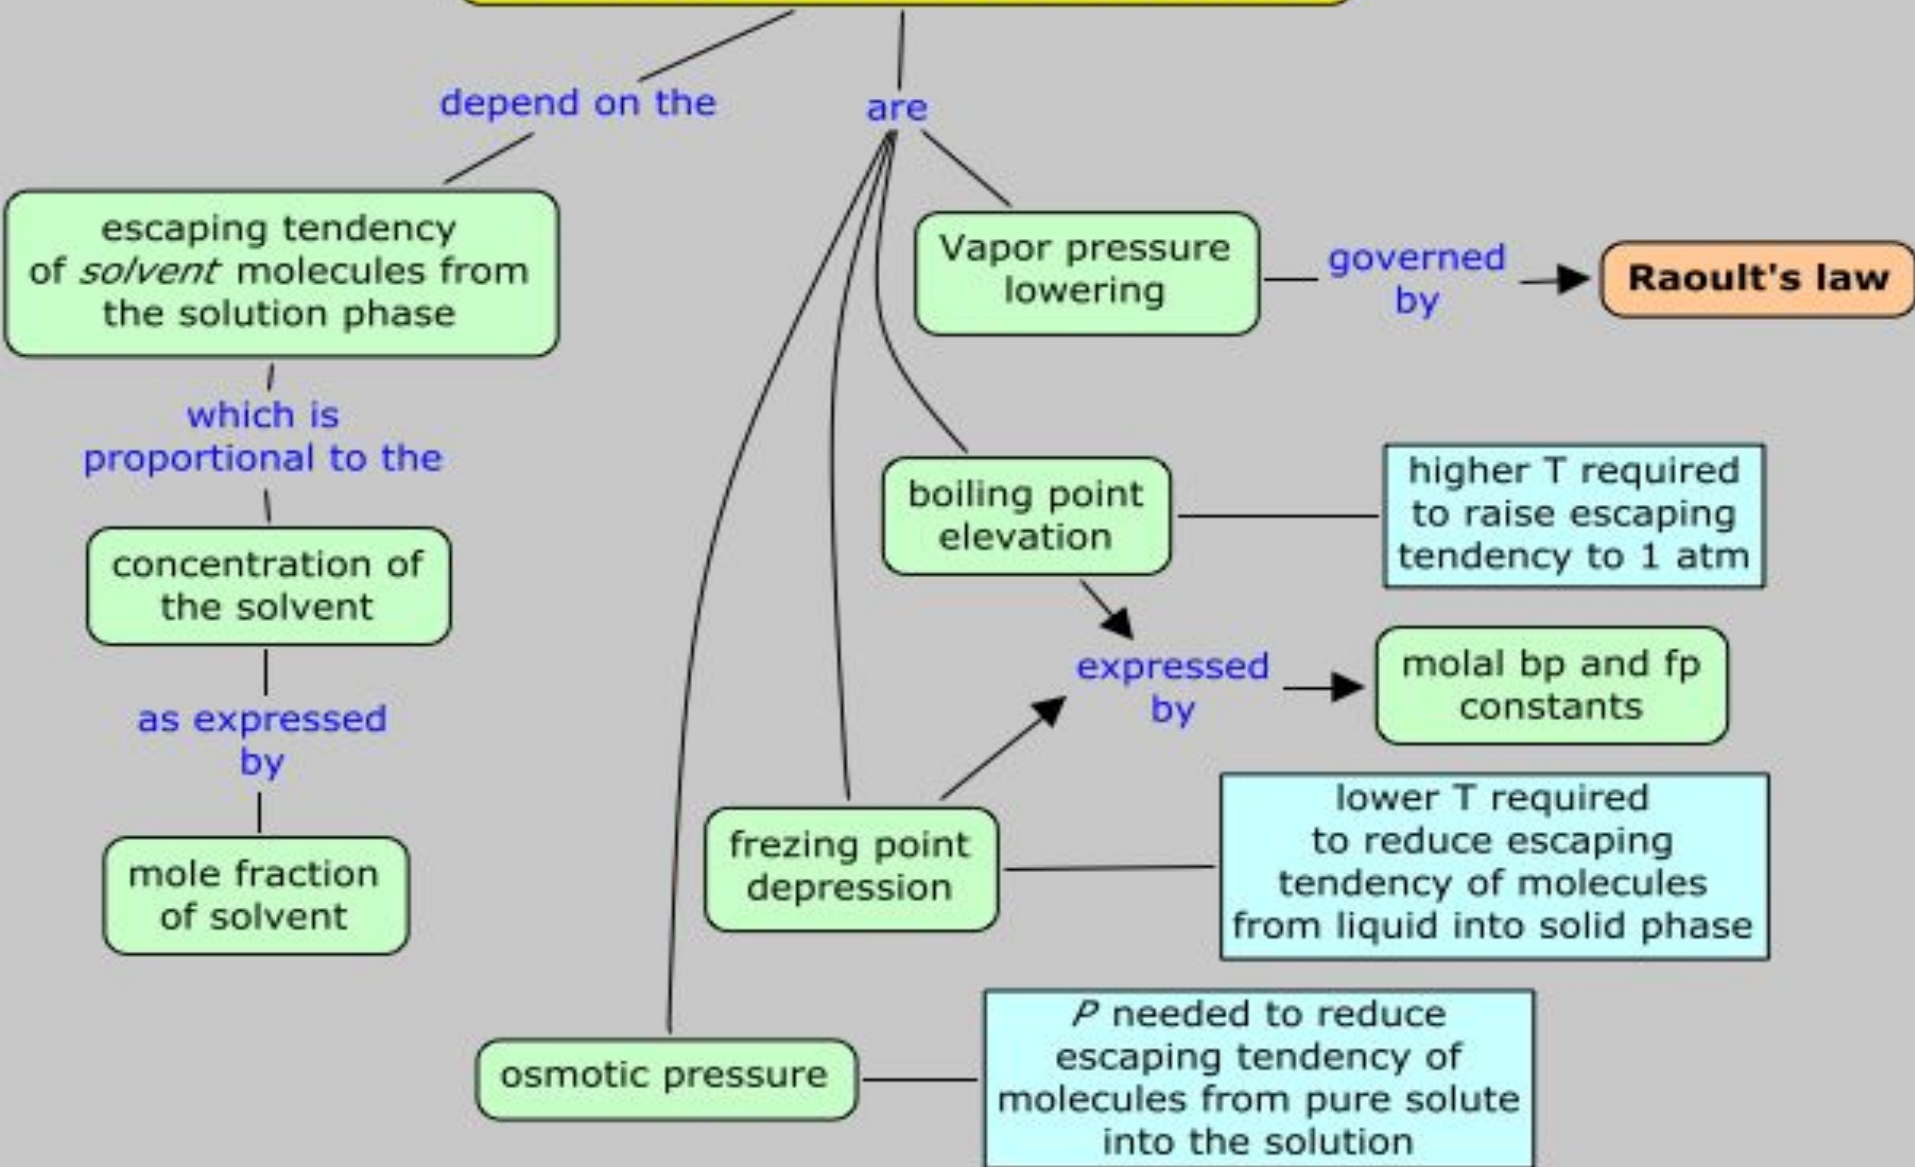 depend on the
are
escaping tendency
of solvent molecules from
the solution phase
Vapor pressure
lowering
governed
by
Raoult's law
which is
proportional to the
boiling point
elevation
higher T required
to raise escaping
tendency to 1 atm
concentration of
the solvent
expressed
by
molal bp and fp
constants
as expressed
by
lower T required
to reduce escaping
tendency of molecules
from liquid into solid phase
frezing point
depression
mole fraction
of solvent
osmotic pressure
P needed to reduce
escaping tendency of
molecules from pure solute
into the solution